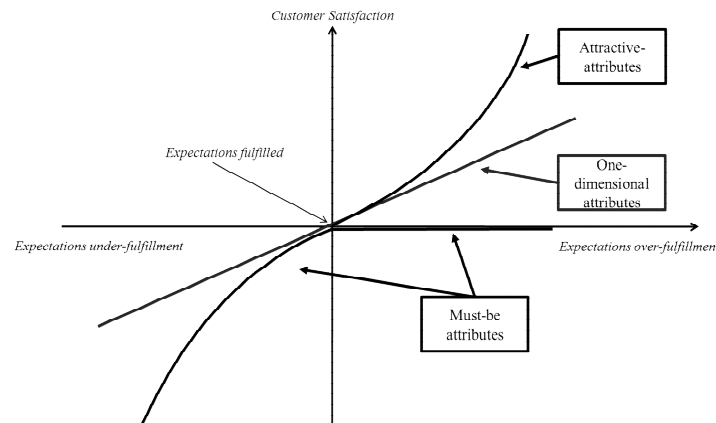 Customer Satisfaction
Attractive-
attributes
Expectations fulfilled
One-
dimensional
attributes
Expectations under-fulfillment
Expectations over-fulfillmen
Must-be
attributes